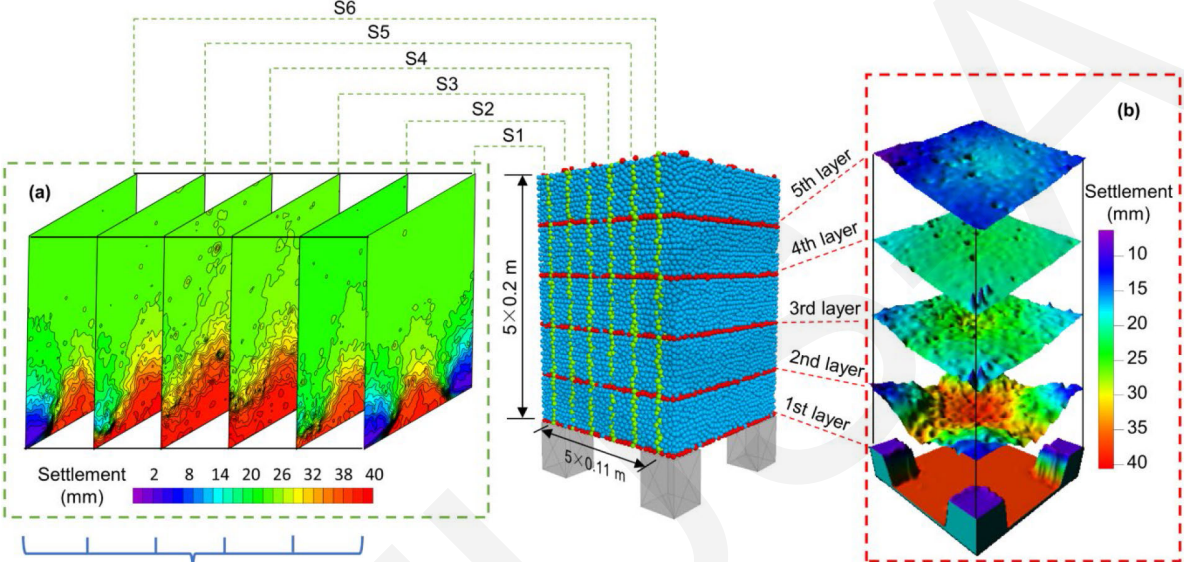 S6
S5
S4
S3
S2
S1
(a)
Settlement
(mm)
2 8 14 20 26 32 38 40
5×0.2 m
5×0.11 m
5th layer
4th layer
3rd layer
2nd layer
1st layer
(b)
Settlement
(mm)
10
15
20
25
30
35
40